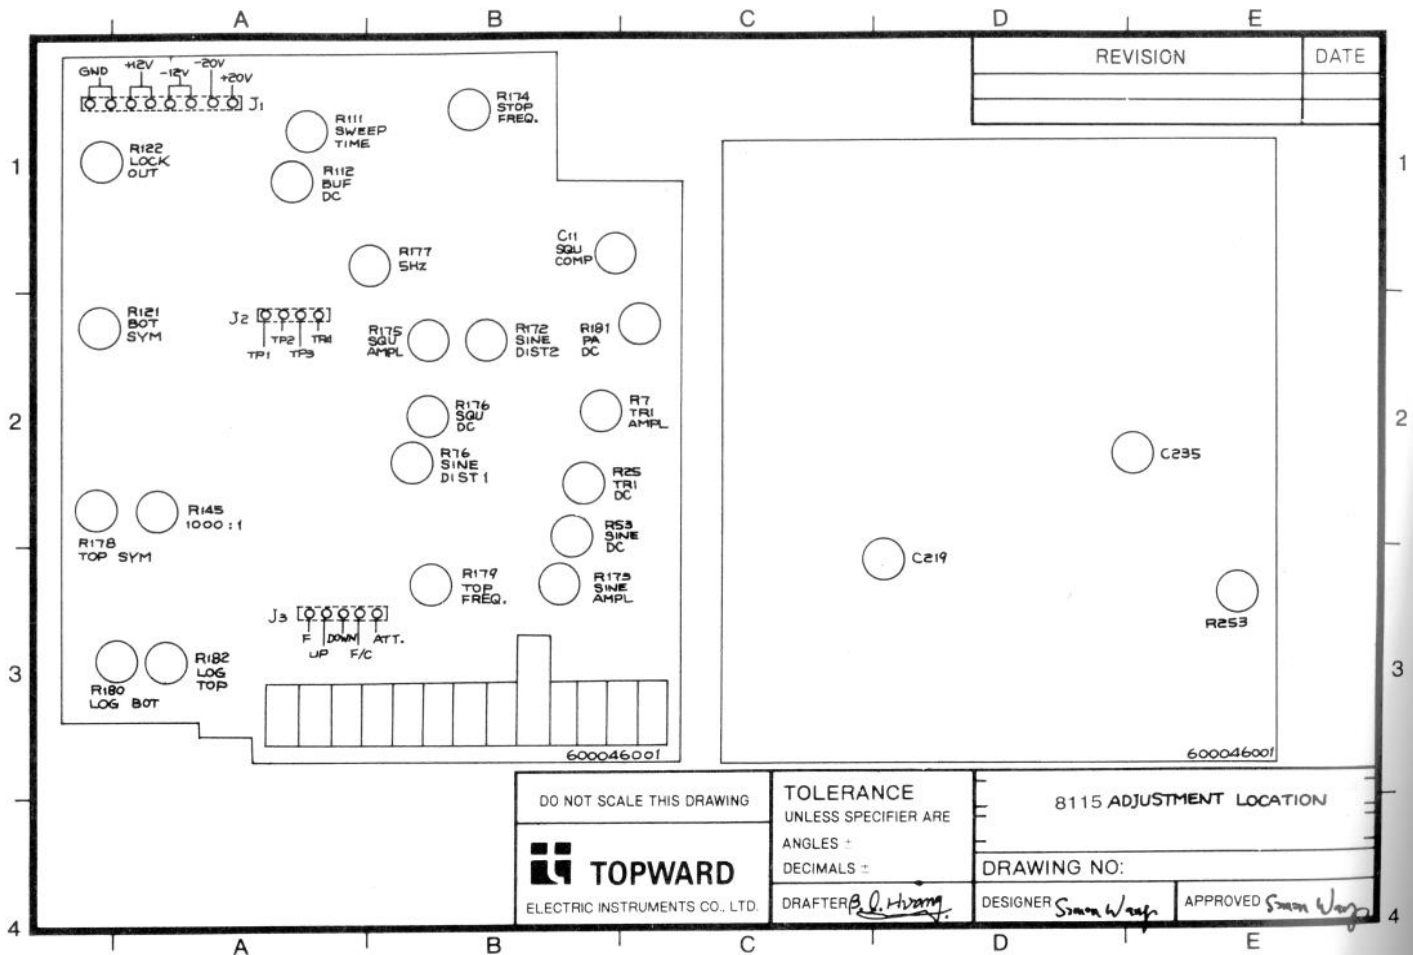 A B C D E
REVISION DATE
GND +12V -12V -20V +20V
J1
R174
STOP
FREQ.
R111
SWEEP
TIME
R122
LOCK
OUT
R112
BUF
DC
1 1
C11
SQU
COMP
R177
5HZ
R121
BOT
SYM
J2
TP1 TP2 TP3 TP4
R175
SQU
AMPL
R172
SINE
DIST2
R181
PA
DC
R176
SQU
DC
R7
TRI
AMPL
2 2
R76
SINE
DIST1
C235
R25
TRI
DC
R145
1000:1
R178
TOP SYM
R53
SINE
DC
C219
R179
TOP
FREQ.
R173
SINE
AMPL
R253
J3
F UP DOWN F/C ATT.
R182
LOG
TOP
R180
LOG BOT
3 3
600046001
600046001
DO NOT SCALE THIS DRAWING
TOPWARD
ELECTRIC INSTRUMENTS CO., LTD.
TOLERANCE
UNLESS SPECIFIER ARE
ANGLES ±
DECIMALS ±
DRAFTER B.Q. Hvang.
8115 ADJUSTMENT LOCATION
DRAWING NO:
DESIGNER Simon Wang
APPROVED Simon Wang
4 4
A B C D E